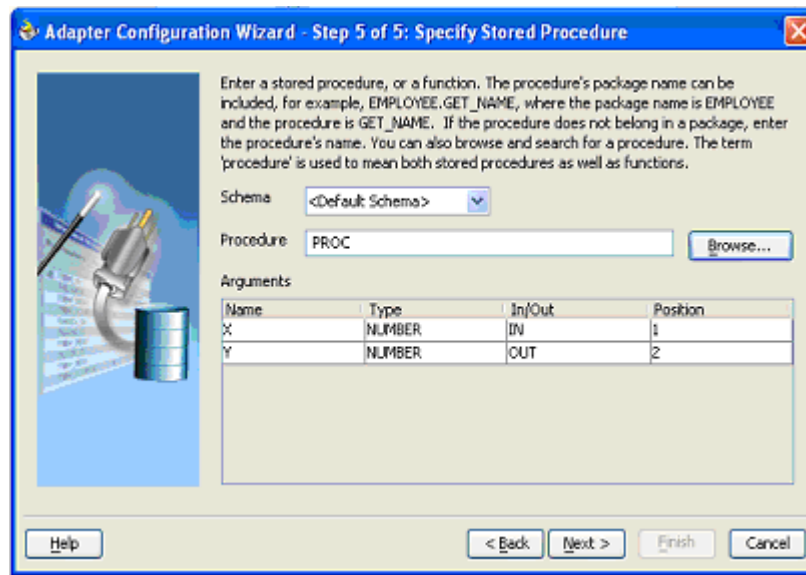 Adapter Configuration Wizard - Step 5 of 5: Specify Stored Procedure
Enter a stored procedure, or a function. The procedure's package name can be
included, for example, EMPLOYEE.GET_NAME, where the package name is EMPLOYEE
and the procedure is GET_NAME.  If the procedure does not belong in a package, enter
the procedure's name. You can also browse and search for a procedure. The term
'procedure' is used to mean both stored procedures as well as functions.
Schema <Default Schema>
Procedure PROC Browse...
Arguments
Name Type In/Out Position
X NUMBER IN 1
Y NUMBER OUT 2
Help < Back Next > Finish Cancel